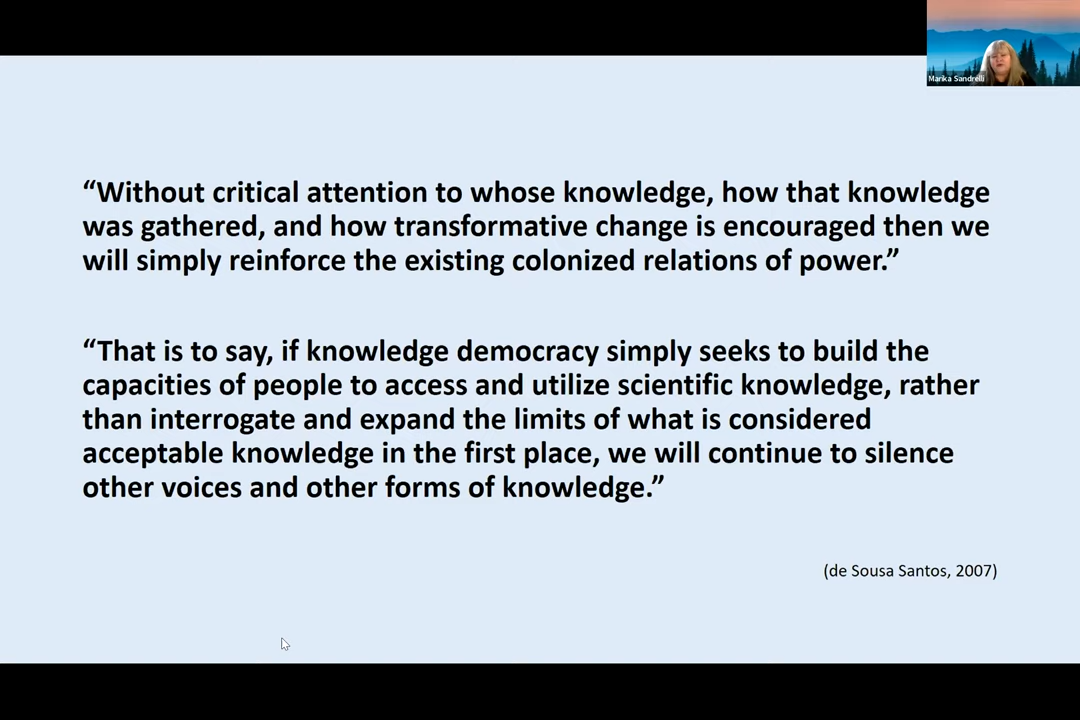 Marika Sandrelli
“Without critical attention to whose knowledge, how that knowledge
was gathered, and how transformative change is encouraged then we
will simply reinforce the existing colonized relations of power.”
“That is to say, if knowledge democracy simply seeks to build the
capacities of people to access and utilize scientific knowledge, rather
than interrogate and expand the limits of what is considered
acceptable knowledge in the first place, we will continue to silence
other voices and other forms of knowledge.”
(de Sousa Santos, 2007)